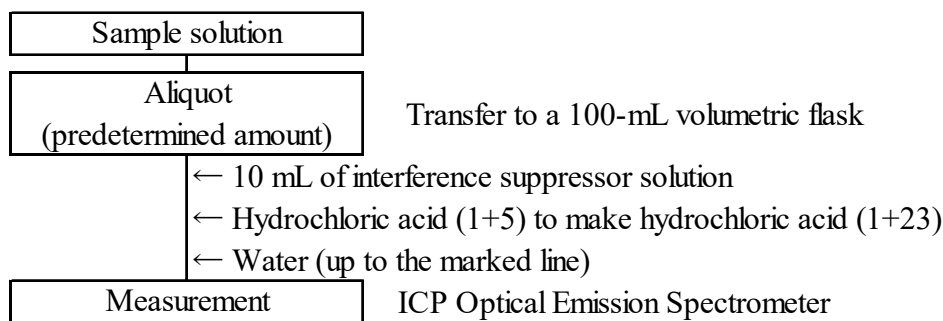 Sample solution
Aliquot
(predetermined amount)
Transfer to a 100-mL volumetric flask
← 10 mL of interference suppressor solution
← Hydrochloric acid (1+5) to make hydrochloric acid (1+23)
← Water (up to the marked line)
Measurement
ICP Optical Emission Spectrometer